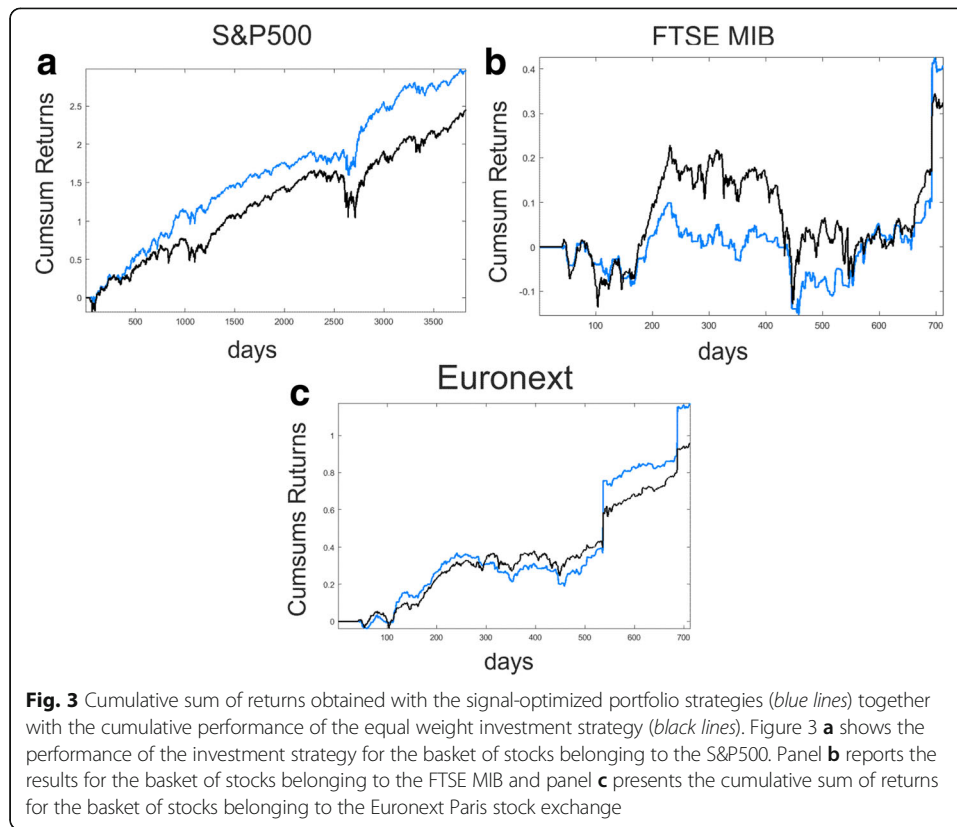 S&P500
a
Cumsum Returns
2.5
2
1.5
1
0.5
0
500 1000 1500 2000 2500 3000 3500
days
FTSE MIB
b
Cumsum Returns
0.4
0.3
0.2
0.1
0
-0.1
100 200 300 400 500 600 700
days
Euronext
c
Cumsums Ruturns
1
0.8
0.6
0.4
0.2
0
100 200 300 400 500 600 700
days
Fig. 3 Cumulative sum of returns obtained with the signal-optimized portfolio strategies (blue lines) together
with the cumulative performance of the equal weight investment strategy (black lines). Figure 3 a shows the
performance of the investment strategy for the basket of stocks belonging to the S&P500. Panel b reports the
results for the basket of stocks belonging to the FTSE MIB and panel c presents the cumulative sum of returns
for the basket of stocks belonging to the Euronext Paris stock exchange